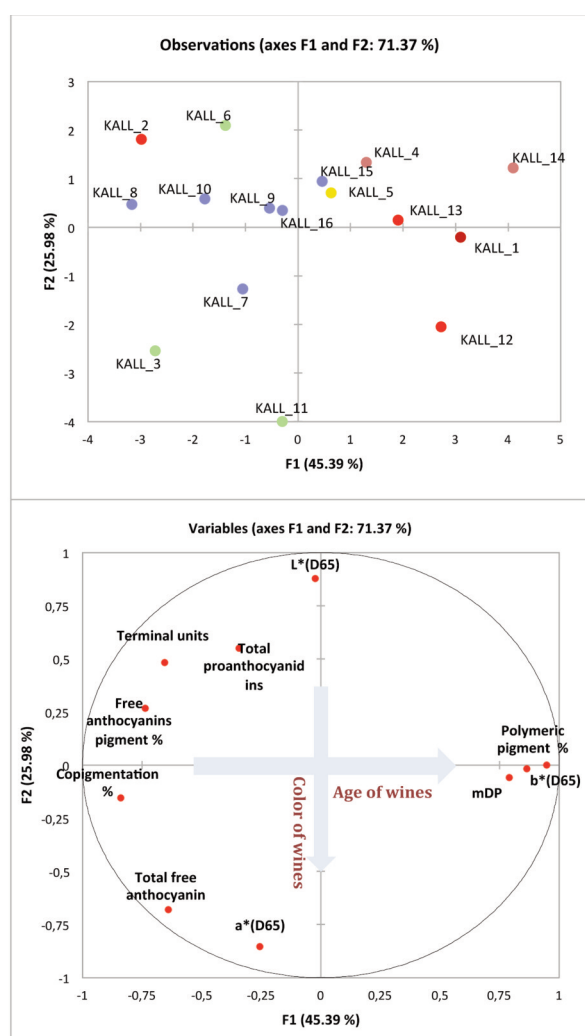 Observations (axes F1 and F2: 71.37 %)
3
KALL_6
KALL_2
2
KALL_4
KALL_14
KALL_15
KALL_8
KALL_10
KALL_9
1
KALL_5
KALL_13
KALL_16
0
KALL_1
-1
KALL_7
-2
KALL_12
KALL_3
-3
KALL_11
-4
-4 -3 -2 -1 0 1 2 3 4 5
F1 (45.39 %)
F2 (25.98 %)
Variables (axes F1 and F2: 71.37 %)
1
L*(D65)
0,75
Terminal units
Total
proanthocyanid
ins
0,5
Free
anthocyanins
pigment %
0,25
Polymeric
pigment %
0
Copigmentation
%
Age of wines
b*(D65)
mDP
Color of
wines
-0,25
-0,5
Total free
anthocyanin
-0,75
a*(D65)
-1
-1 -0,75 -0,5 -0,25 0 0,25 0,5 0,75 1
F1 (45.39 %)
F2 (25.98 %)